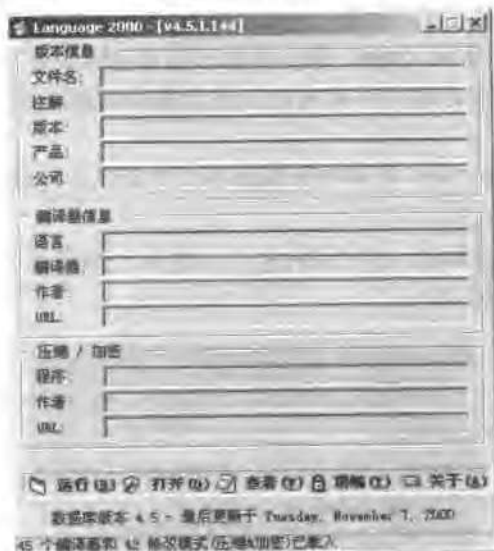 Language 2000 - [v4.5.1.144]
版本信息
文件名:
注解:
版本:
产品:
公司:
编译器信息
语言:
编译器:
作者:
URL:
压缩 / 加密
程序:
作者:
URL:
运行(R) 打开(O) 查看(V) 关于(A)
数据库版本 4.5 - 最后更新于 Tuesday, November 7, 2000
45 个编译器和 42 修改模式(压缩&加密)已载入